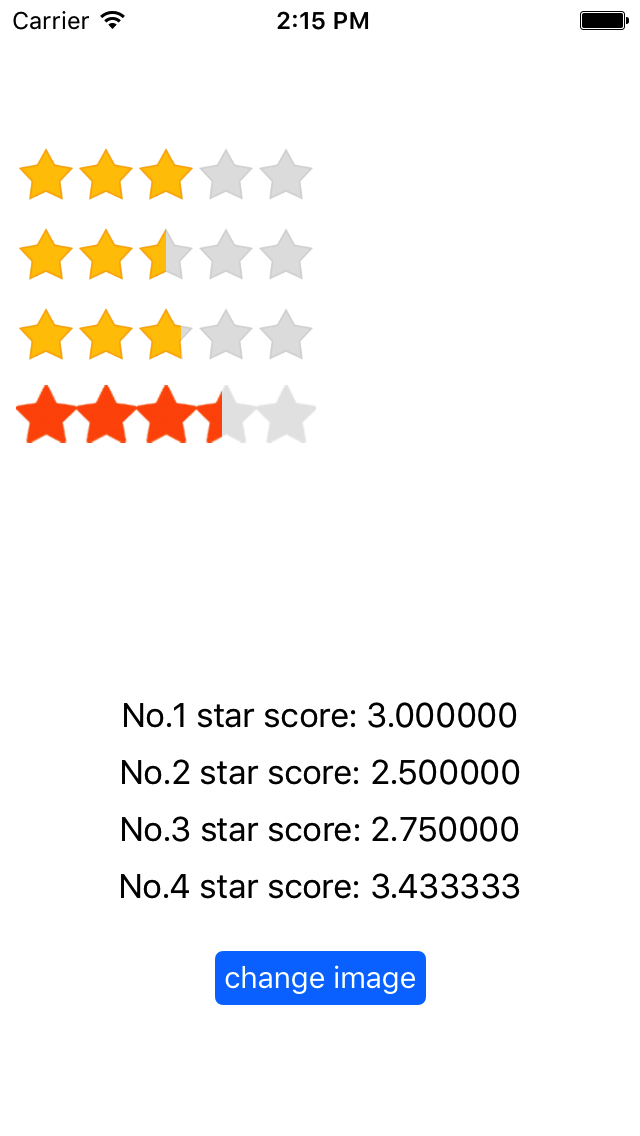 Carrier 2:15 PM
No.1 star score: 3.000000
No.2 star score: 2.500000
No.3 star score: 2.750000
No.4 star score: 3.433333
change image